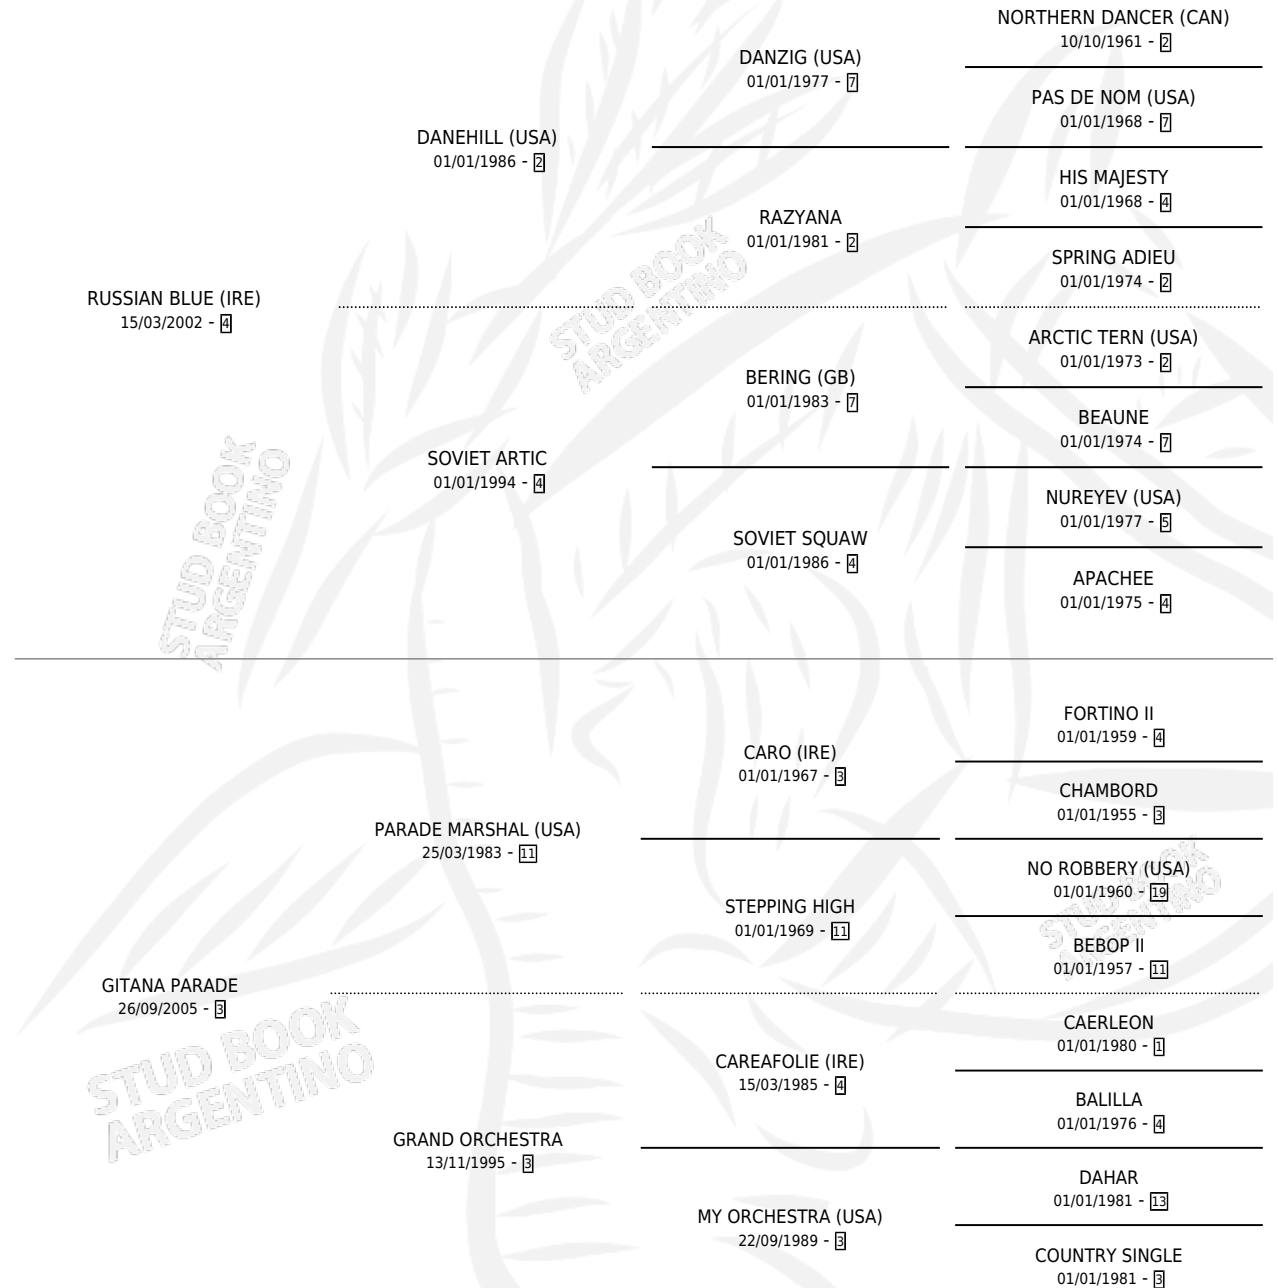 NORTHERN DANCER (CAN)
10/10/1961 - 2
DANZIG (USA)
01/01/1977 - 7
PAS DE NOM (USA)
01/01/1968 - 7
DANEHILL (USA)
01/01/1986 - 2
HIS MAJESTY
01/01/1968 - 4
RAZYANA
01/01/1981 - 2
SPRING ADIEU
01/01/1974 - 2
RUSSIAN BLUE (IRE)
15/03/2002 - 4
STUD BOOK
ARGENTINO
ARCTIC TERN (USA)
01/01/1973 - 2
BERING (GB)
01/01/1983 - 7
BEAUNE
01/01/1974 - 7
SOVIET ARTIC
01/01/1994 - 4
NUREYEV (USA)
01/01/1977 - 5
SOVIET SQUAW
01/01/1986 - 4
APACHEE
01/01/1975 - 4
STUD BOOK
ARGENTINO
FORTINO II
01/01/1959 - 4
CARO (IRE)
01/01/1967 - 3
CHAMBORD
01/01/1955 - 3
PARADE MARSHAL (USA)
25/03/1983 - 11
NO ROBBERY (USA)
01/01/1960 - 19
STEPPING HIGH
01/01/1969 - 11
STUD BOOK
ARGENTINO
BEBOP II
01/01/1957 - 11
GITANA PARADE
26/09/2005 - 3
STUD BOOK
ARGENTINO
CAERLEON
01/01/1980 - 1
CAREAFOLIE (IRE)
15/03/1985 - 4
BALILLA
01/01/1976 - 4
GRAND ORCHESTRA
13/11/1995 - 3
DAHAR
01/01/1981 - 13
MY ORCHESTRA (USA)
22/09/1989 - 3
COUNTRY SINGLE
01/01/1981 - 3